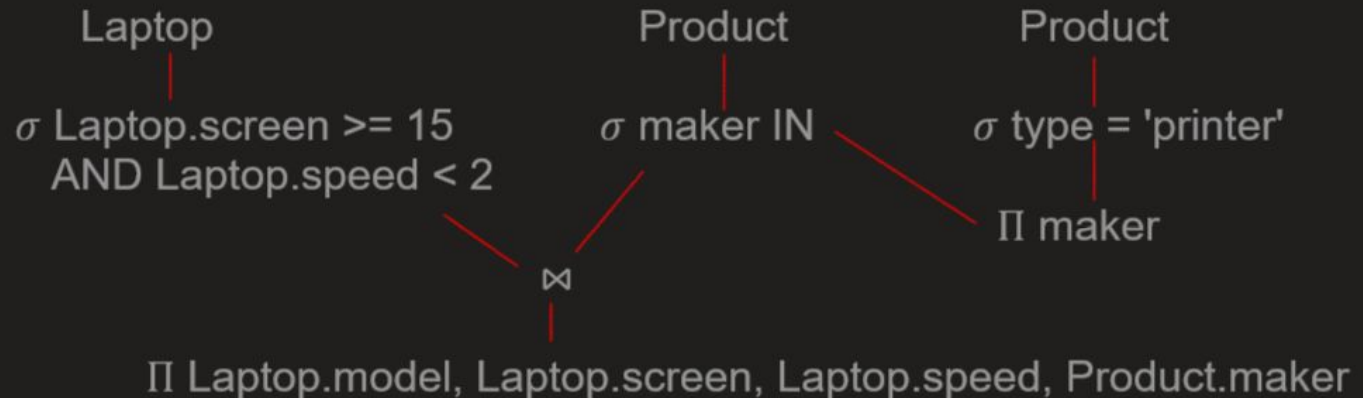 Laptop
Product
Product
σ Laptop.screen >= 15
AND Laptop.speed < 2
σ maker IN
σ type = 'printer'
Π maker
⋈
Π Laptop.model, Laptop.screen, Laptop.speed, Product.maker